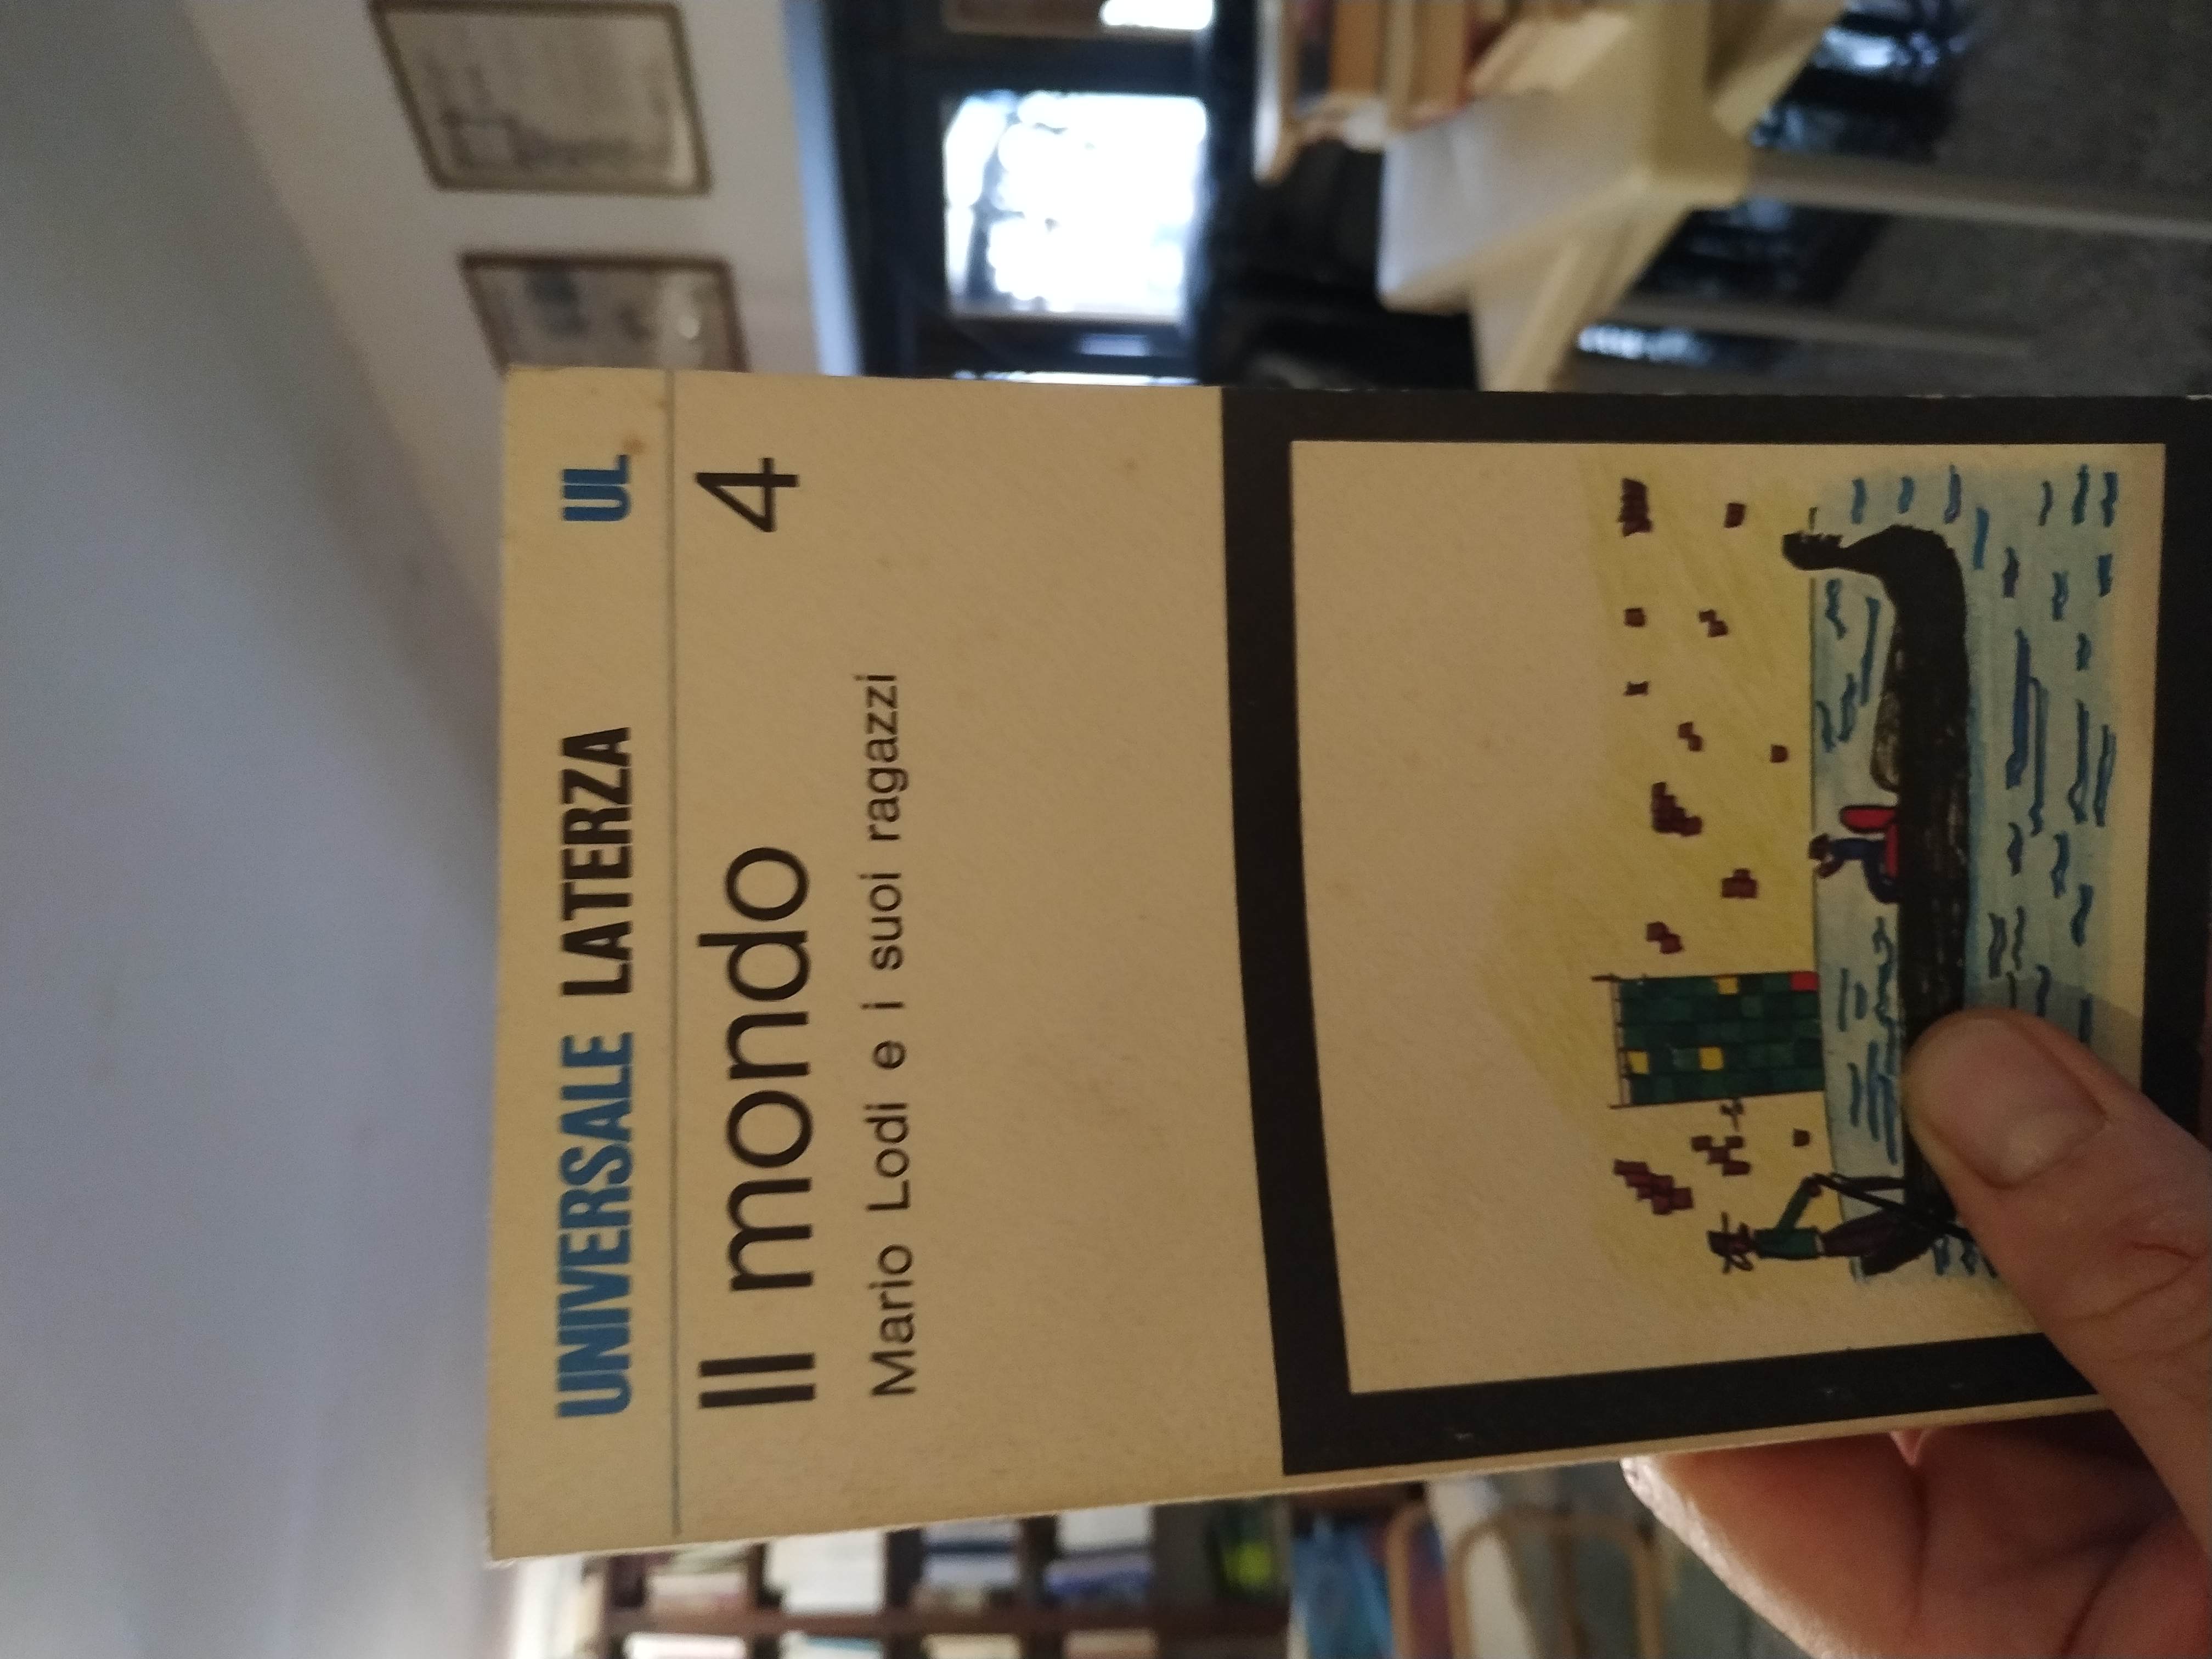 UNIVERSALE LATERZA UL
Il mondo 4
Mario Lodi e i suoi ragazzi